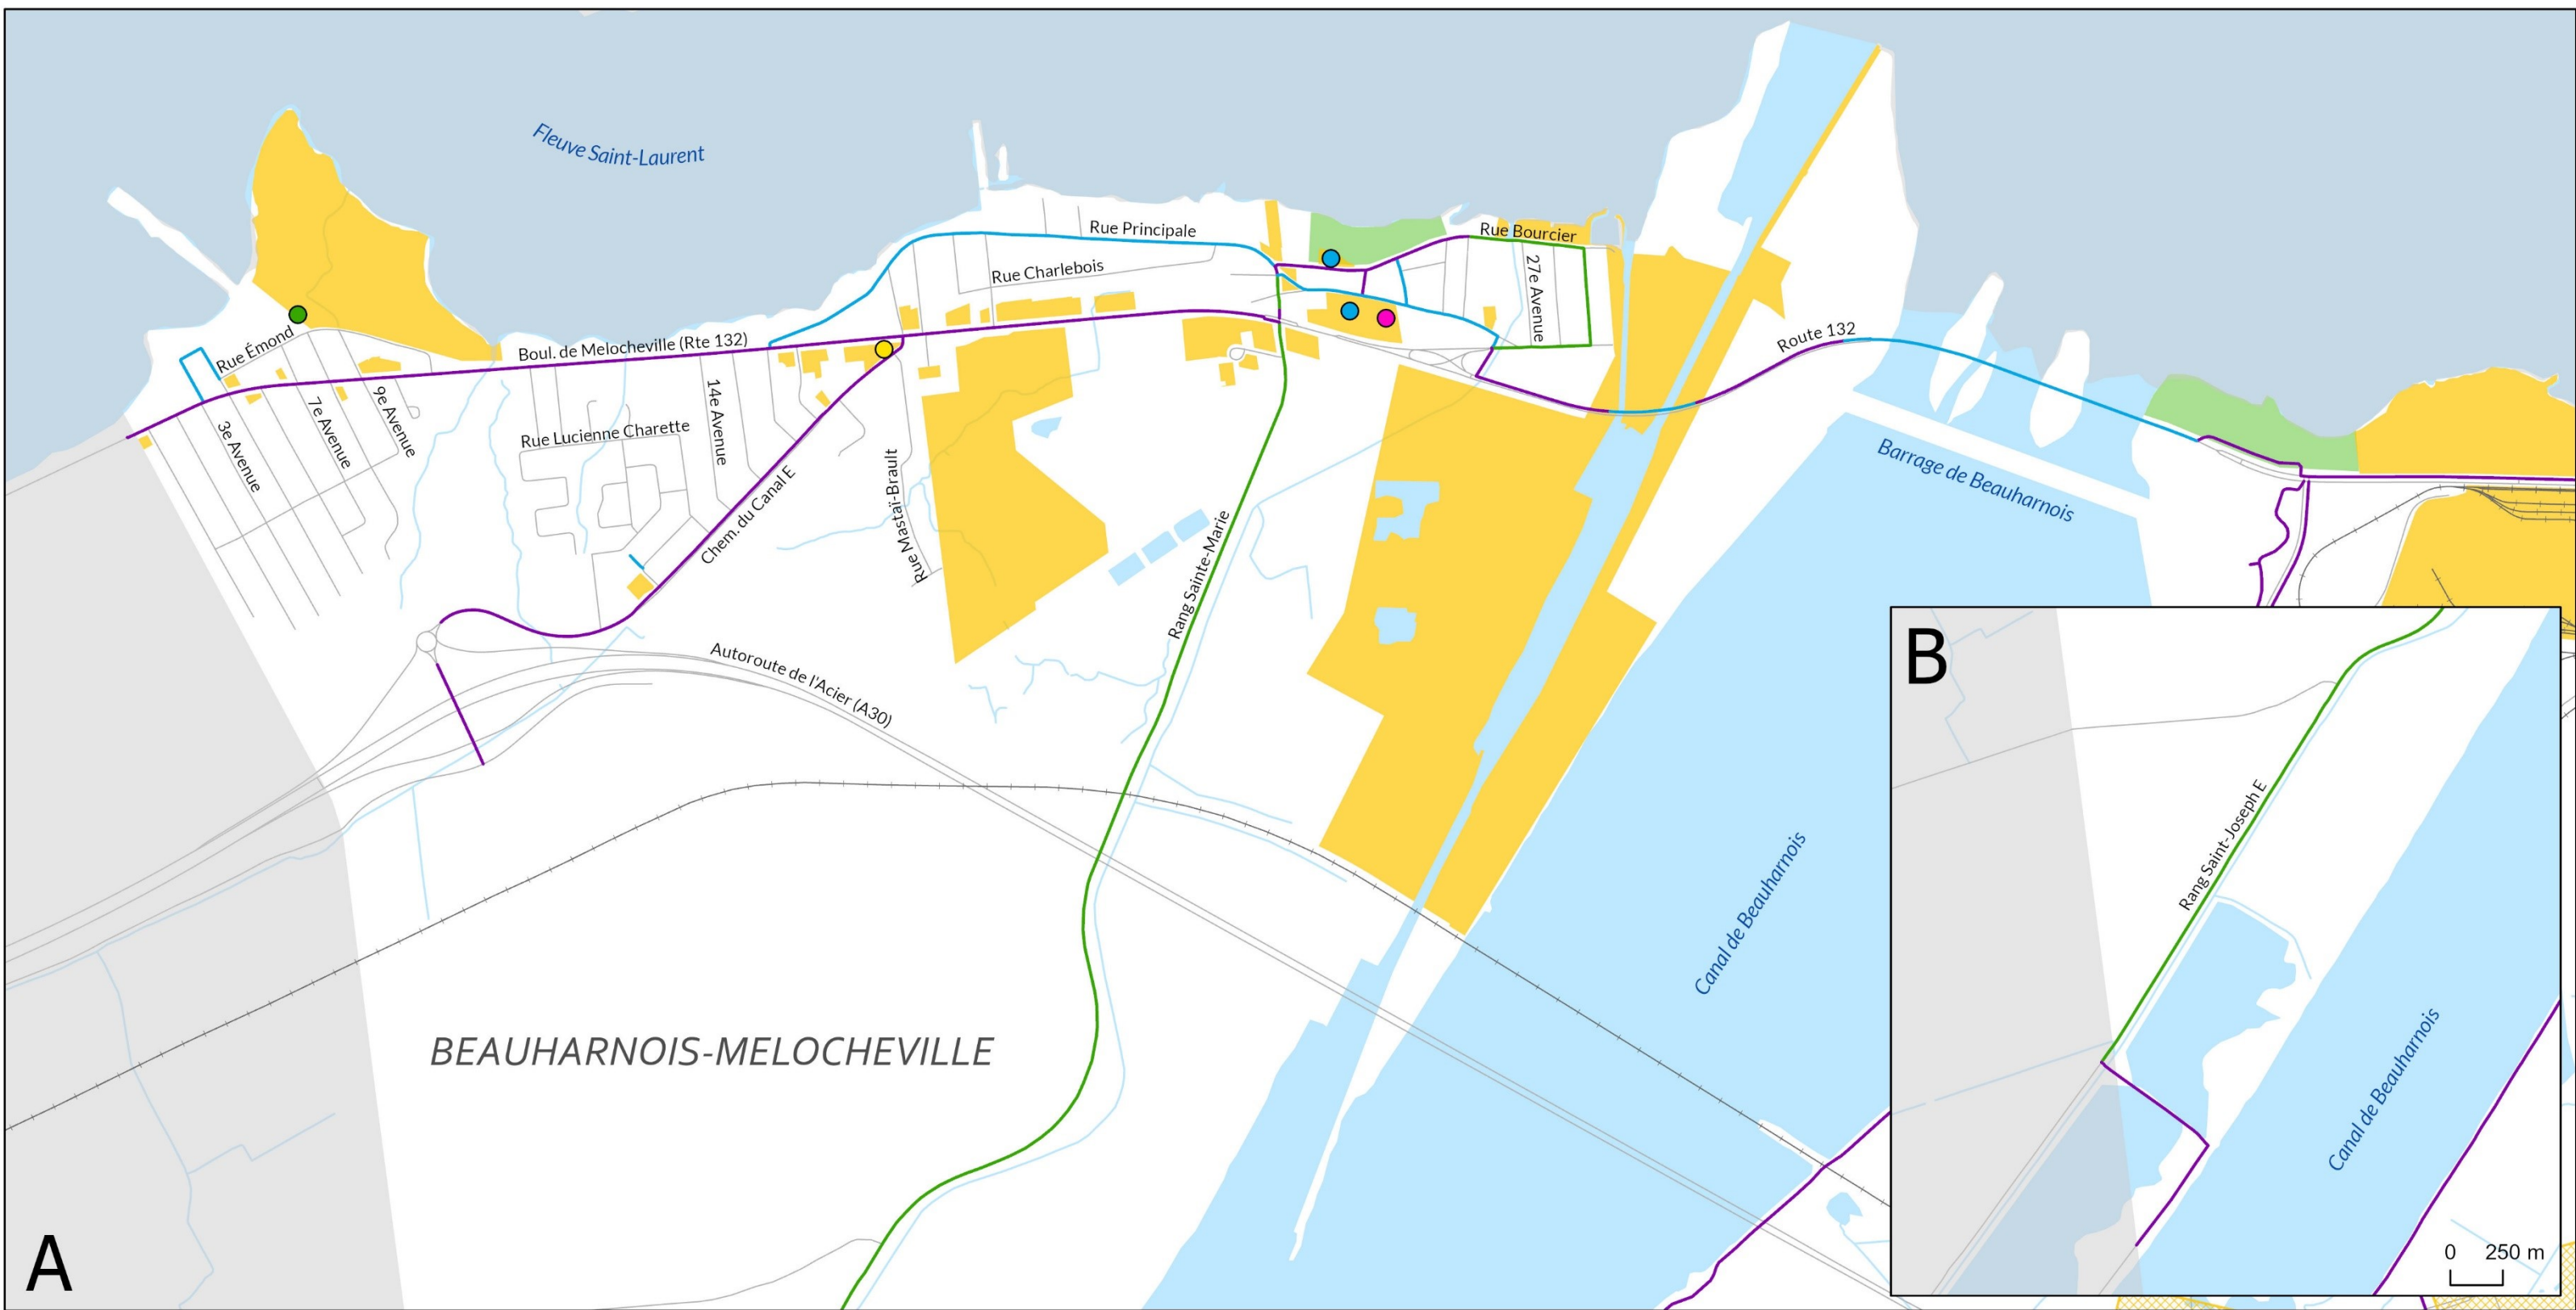 Fleuve Saint-Laurent
Rue Principale
Rue Bourcier
Rue Charlebois
27e Avenue
Rue Émond
Boul. de Melocheville (Rte 132)
Route 132
3e Avenue
7e Avenue
9e Avenue
14e Avenue
Rue Lucienne Charette
Chem. du Canal E
Rue Mastaï-Brault
Rang Sainte-Marie
Barrage de Beauharnois
Autoroute de l'Acier (A30)
Canal de Beauharnois
BEAUHARNOIS-MELOCHEVILLE
A
B
Rang Saint-Joseph E
Canal de Beauharnois
0 250 m